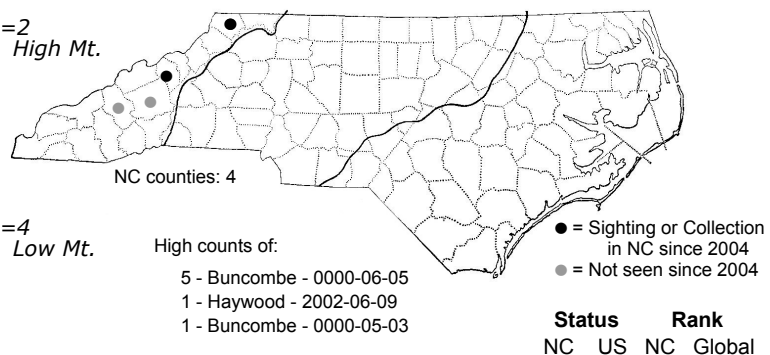 =2
High Mt.
NC counties: 4
=4
Low Mt.
High counts of:
5 - Buncombe - 0000-06-05
1 - Haywood - 2002-06-09
1 - Buncombe - 0000-05-03
● = Sighting or Collection
in NC since 2004
● = Not seen since 2004
Status Rank
NC US NC Global